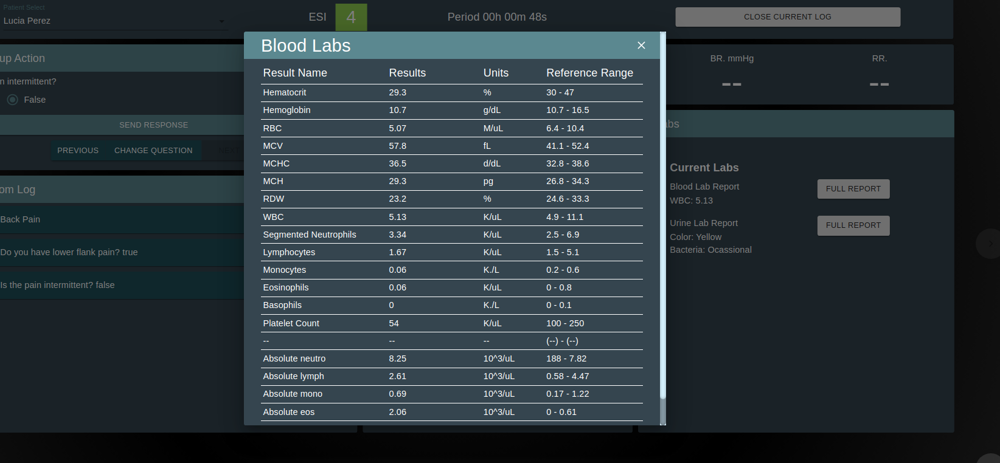 Patient Select
Lucia Perez
ESI 4
Period 00h 00m 48s
CLOSE CURRENT LOG
up Action
n intermittent?
False
SEND RESPONSE
PREVIOUS CHANGE QUESTION NEXT
om Log
Back Pain
Do you have lower flank pain? true
Is the pain intermittent? false
Blood Labs
Result Name Results Units Reference Range
Hematocrit 29.3 % 30 - 47
Hemoglobin 10.7 g/dL 10.7 - 16.5
RBC 5.07 M/uL 6.4 - 10.4
MCV 57.8 fL 41.1 - 52.4
MCHC 36.5 d/dL 32.8 - 38.6
MCH 29.3 pg 26.8 - 34.3
RDW 23.2 % 24.6 - 33.3
WBC 5.13 K/uL 4.9 - 11.1
Segmented Neutrophils 3.34 K/uL 2.5 - 6.9
Lymphocytes 1.67 K/uL 1.5 - 5.1
Monocytes 0.06 K./L 0.2 - 0.6
Eosinophils 0.06 K/uL 0 - 0.8
Basophils 0 K./L 0 - 0.1
Platelet Count 54 K/uL 100 - 250
-- -- -- (--) - (--)
Absolute neutro 8.25 10^3/uL 188 - 7.82
Absolute lymph 2.61 10^3/uL 0.58 - 4.47
Absolute mono 0.69 10^3/uL 0.17 - 1.22
Absolute eos 2.06 10^3/uL 0 - 0.61
BR. mmHg RR.
-- --
abs
Current Labs
Blood Lab Report
WBC: 5.13
FULL REPORT
Urine Lab Report
Color: Yellow
Bacteria: Ocassional
FULL REPORT